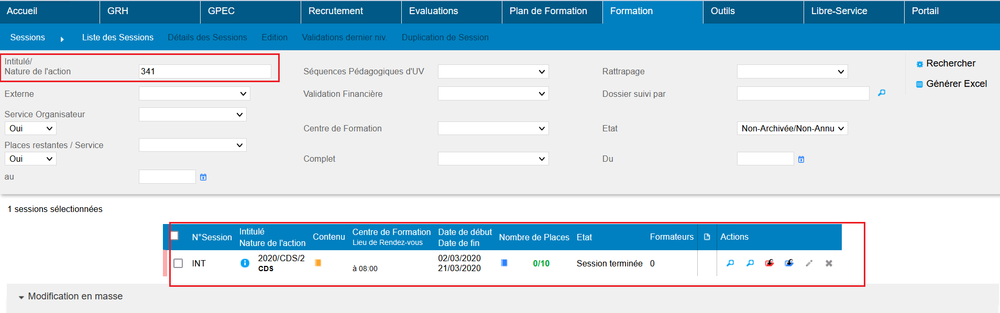 Accueil GRH GPEC Recrutement Evaluations Plan de Formation Formation Outils Libre-Service Portail
Sessions Liste des Sessions Détails des Sessions Edition Validations dernier niv. Duplication de Session
Intitulé/
Nature de l'action 341 Séquences Pédagogiques d'UV Rattrapage Rechercher
Générer Excel
Externe Validation Financière Dossier suivi par
Service Organisateur
Oui Centre de Formation Etat Non-Archivée/Non-Annu
Places restantes / Service
Oui Complet Du
au
1 sessions sélectionnées
N°Session Intitulé Contenu Centre de Formation Date de début Nombre de Places Etat Formateurs Actions
Nature de l'action Lieu de Rendez-vous Date de fin
INT 2020/CDS/2 02/03/2020 0/10 Session terminée 0
CDS à 08:00 21/03/2020
Modification en masse